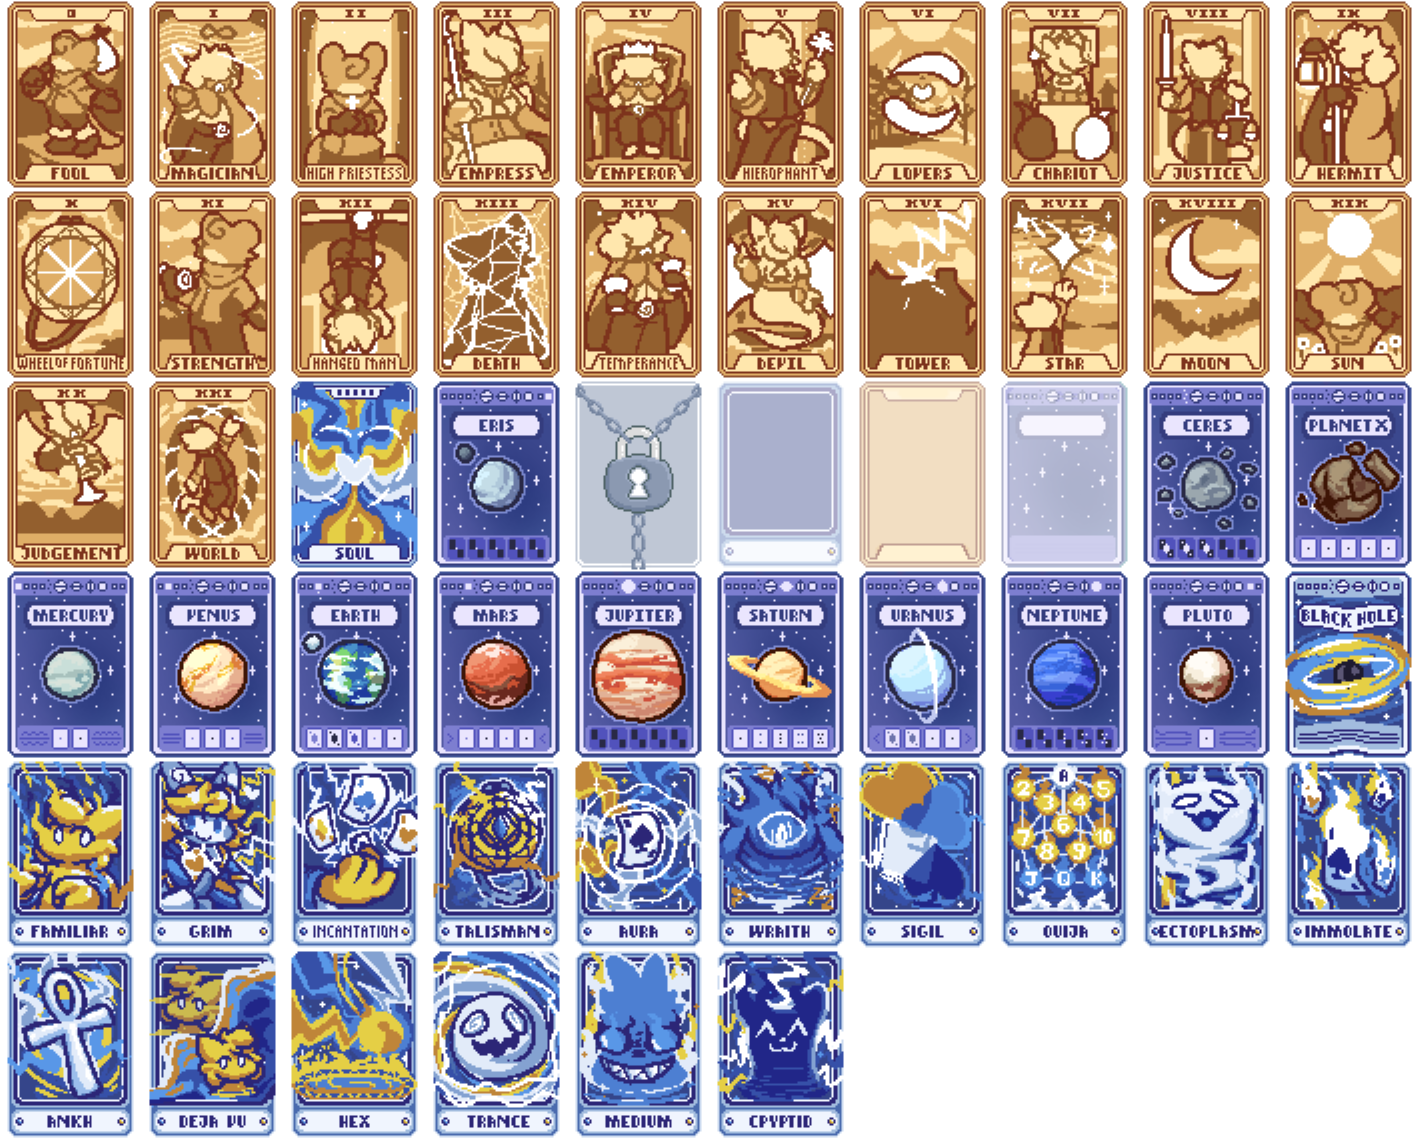 0 I II III IV V VI VII VIII IX
FOOL MAGICIAN HIGH PRIESTESS EMPRESS EMPEROR HIEROPHANT LOVERS CHARIOT JUSTICE HERMIT
X XI XII XIII XIV XV XVI XVII XVIII XIX
WHEEL OF FORTUNE STRENGTH HANGED MAN DEATH TEMPERANCE DEVIL TOWER STAR MOON SUN
XX XXI
ERIS CERES PLANET X
JUDGEMENT WORLD SOUL
MERCURY VENUS EARTH MARS JUPITER SATURN URANUS NEPTUNE PLUTO BLACK HOLE
A
2 3 4 5
6
7 8 9 10
J Q K
FAMILIAR GRIM INCANTATION TALISMAN AURA WRAITH SIGIL OUIJA ECTOPLASM IMMOLATE
ANKH DEJA VU HEX TRANCE MEDIUM CPYPTID